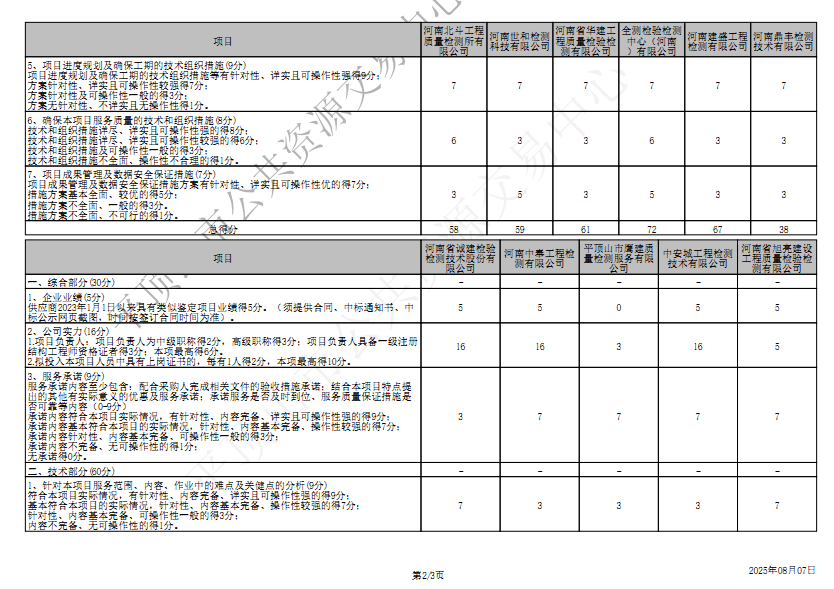 项目
河南北斗工程
质量检测所有
限公司
河南世和检测
科技有限公司
河南省华建工
程质量检验检
测有限公司
全测检验检测
中心（河南
）有限公司
河南建盛工程
检测有限公司
河南鼎丰检测
技术有限公司
5、项目进度规划及确保工期的技术组织措施(9分)
项目进度规划及确保工期的技术组织措施等有针对性、详实且可操作性强得9分；
方案针对性、详实且可操作性较强得7分；
方案针对性及可操作性一般的得3分；
方案无针对性、不详实且无操作性得1分。
7 7 7 7 7 7
6、确保本项目服务质量的技术和组织措施(8分)
技术和组织措施详尽、详实且可操作性强的得8分；
技术和组织措施详尽、详实且可操作性较强的得6分；
技术和组织措施及可操作性一般的得3分；
技术和组织措施不全面、操作性不合理的得1分。
6 3 3 6 3 3
7、项目成果管理及数据安全保证措施(7分)
项目成果管理及数据安全保证措施方案有针对性、详实且可操作性优的得7分；
措施方案基本全面、较优的得5分；
措施方案不全面、一般的得3分。
措施方案不全面、不可行的得1分。
3 5 3 5 3 3
总得分 58 59 61 72 67 38
项目
河南省诚建检验
检测技术股份有
限公司
河南中泰工程检
测有限公司
平顶山市鹰建质
量检测服务有限
公司
中安城工程检测
技术有限公司
河南省旭亮建设
工程质量检验检
测有限公司
一、综合部分(30分) - - - - -
1、企业业绩(5分)
供应商2023年1月1日以来具有类似鉴定项目业绩得5分。（须提供合同、中标通知书、中
标公示网页截图，时间按签订合同时间为准）。
5 5 0 5 5
2、公司实力(16分)
1.项目负责人：项目负责人为中级职称得2分，高级职称得3分；项目负责人具备一级注册
结构工程师资格证者得3分；本项最高得6分。
2.拟投入本项目人员中具有上岗证书的，每有1人得2分，本项最高得10分。
16 16 3 16 5
3、服务承诺(9分)
服务承诺内容至少包含：配合采购人完成相关文件的验收措施承诺；结合本项目特点提
出的其他有实际意义的优惠及服务承诺；承诺服务是否及时到位、服务质量保证措施是
否可靠等内容（0-9分）
承诺内容符合本项目实际情况，有针对性、内容完备、详实且可操作性强的得9分；
承诺内容基本符合本项目的实际情况，针对性、内容基本完备、操作性较强的得7分；
承诺内容针对性、内容基本完备、可操作性一般的得3分；
承诺内容不完备、无可操作性的得1分；
无承诺得0分。
3 7 7 7 7
二、技术部分(60分) - - - - -
1、针对本项目服务范围、内容、作业中的难点及关健点的分析(9分)
符合本项目实际情况，有针对性、内容完备、详实且可操作性强的得9分；
基本符合本项目的实际情况，针对性、内容基本完备、操作性较强的得7分；
针对性、内容基本完备、可操作性一般的得3分；
内容不完备、无可操作性的得1分。
7 3 3 3 7
第2/3页
2025年08月07日